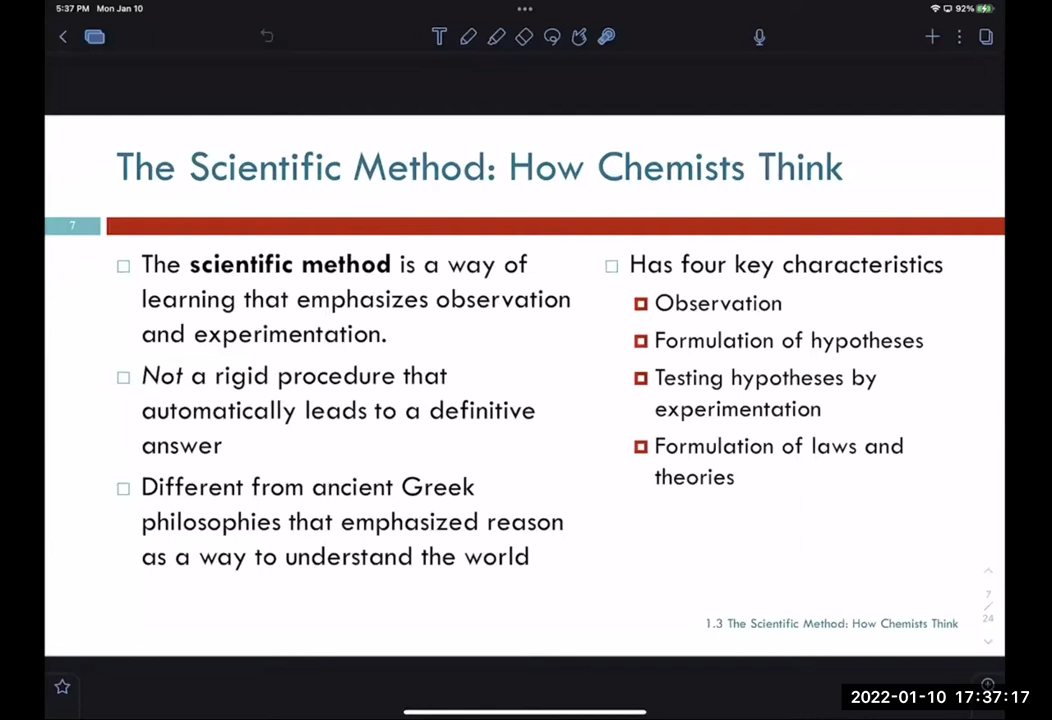 5:37 PM Mon Jan 10
92%
The Scientific Method: How Chemists Think
7
The scientific method is a way of
learning that emphasizes observation
and experimentation.
Not a rigid procedure that
automatically leads to a definitive
answer
Different from ancient Greek
philosophies that emphasized reason
as a way to understand the world
Has four key characteristics
Observation
Formulation of hypotheses
Testing hypotheses by
experimentation
Formulation of laws and
theories
7
/
24
1.3 The Scientific Method: How Chemists Think
2022-01-10 17:37:17